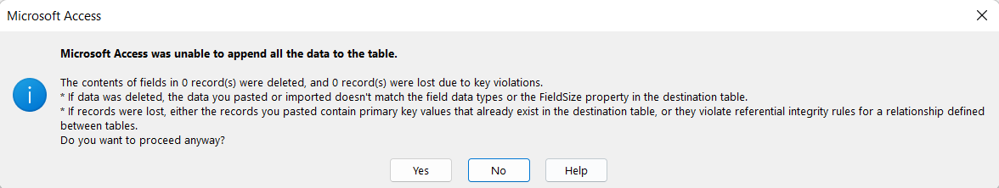 Microsoft Access
Microsoft Access was unable to append all the data to the table.
The contents of fields in 0 record(s) were deleted, and 0 record(s) were lost due to key violations.
* If data was deleted, the data you pasted or imported doesn't match the field data types or the FieldSize property in the destination table.
* If records were lost, either the records you pasted contain primary key values that already exist in the destination table, or they violate referential integrity rules for a relationship defined
between tables.
Do you want to proceed anyway?
Yes No Help